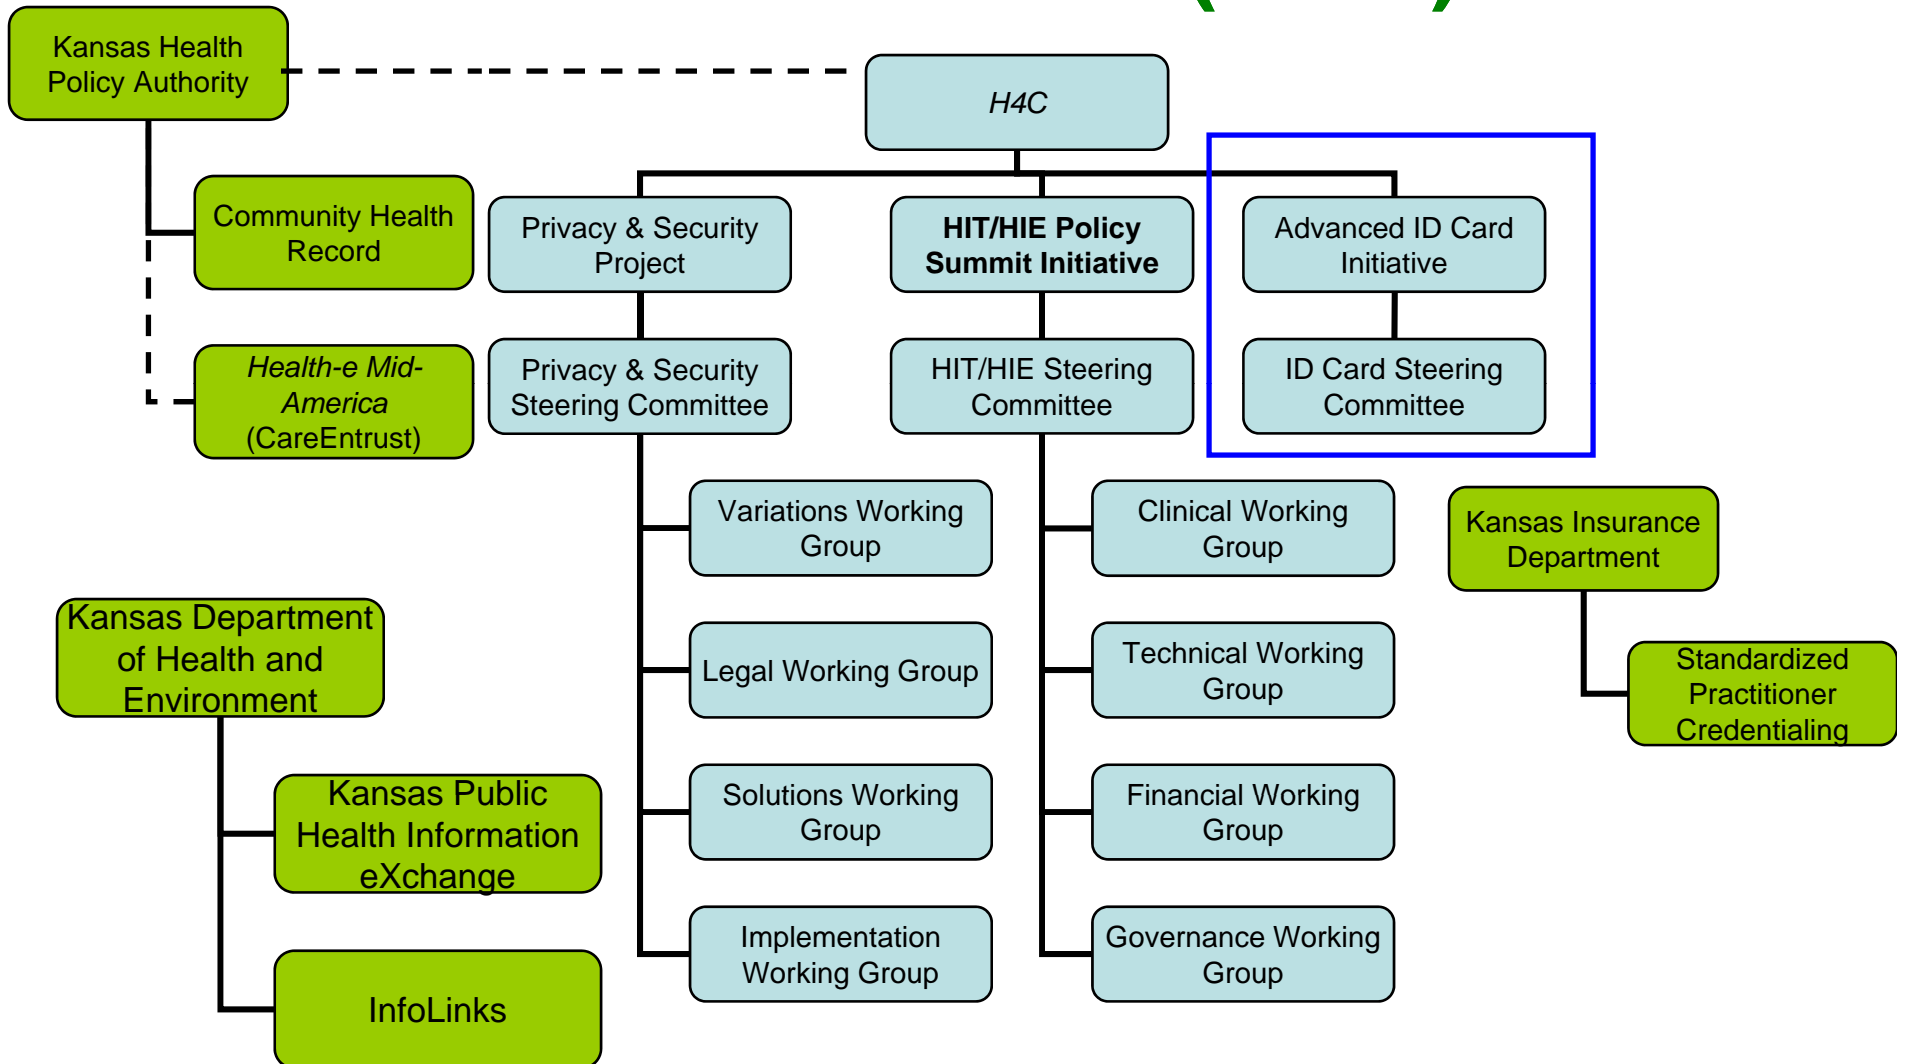 Kansas Health
Policy Authority
H4C
Community Health
Record
Privacy & Security
Project
HIT/HIE Policy
Summit Initiative
Advanced ID Card
Initiative
Health-e Mid-
America
(CareEntrust)
Privacy & Security
Steering Committee
HIT/HIE Steering
Committee
ID Card Steering
Committee
Variations Working
Group
Clinical Working
Group
Kansas Insurance
Department
Kansas Department
of Health and
Environment
Legal Working Group
Technical Working
Group
Standardized
Practitioner
Credentialing
Kansas Public
Health Information
eXchange
Solutions Working
Group
Financial Working
Group
Implementation
Working Group
Governance Working
Group
InfoLinks